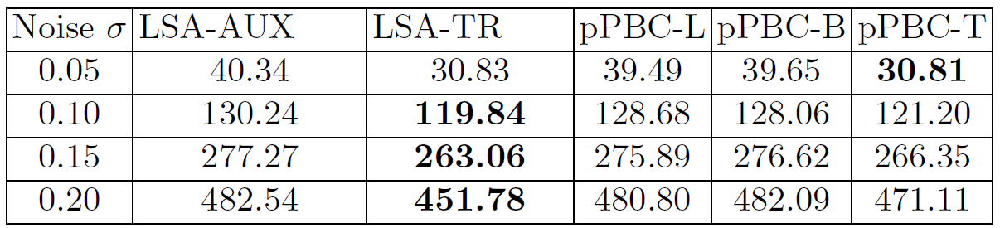 Noise σ LSA-AUX LSA-TR pPBC-L pPBC-B pPBC-T
0.05 40.34 30.83 39.49 39.65 30.81
0.10 130.24 119.84 128.68 128.06 121.20
0.15 277.27 263.06 275.89 276.62 266.35
0.20 482.54 451.78 480.80 482.09 471.11